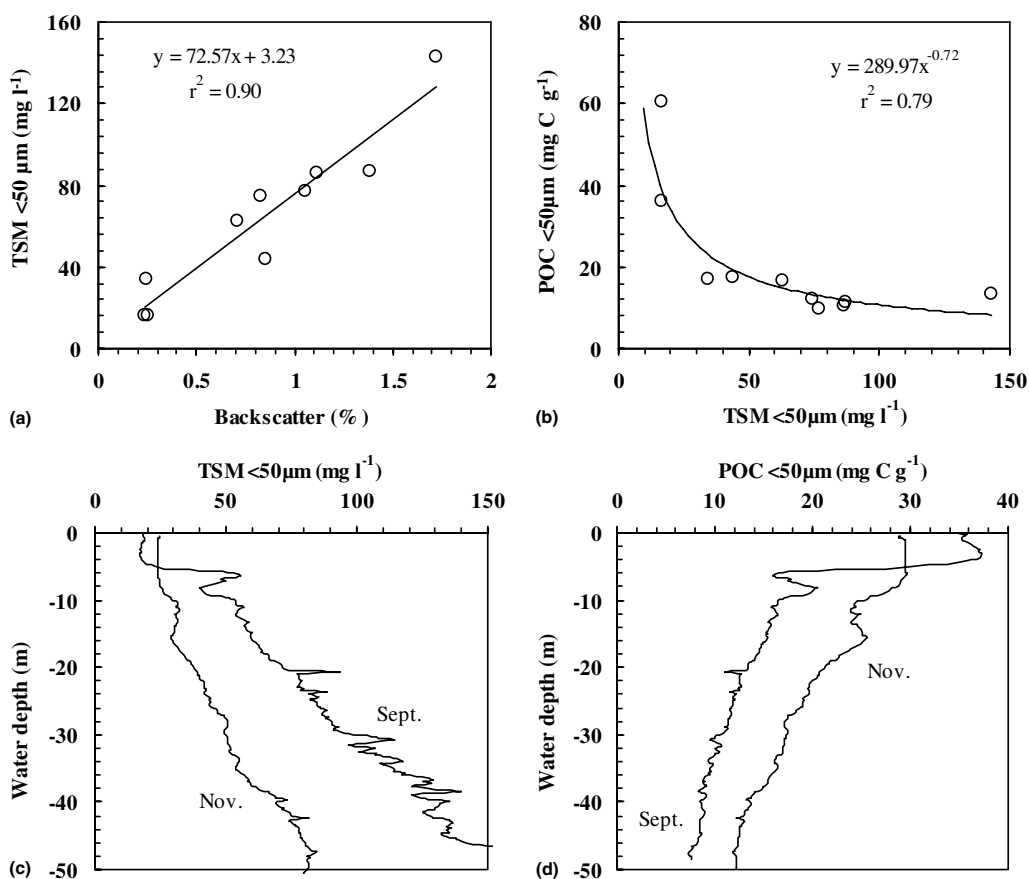 160
120
80
40
0
TSM <50 µm (mg l-1)
y = 72.57x + 3.23
r2 = 0.90
0 0.5 1 1.5 2
(a) Backscatter (% )
80
60
40
20
0
POC <50µm (mg C g-1)
y = 289.97x-0.72
r2 = 0.79
0 50 100 150
(b) TSM <50µm (mg l-1)
TSM <50µm (mg l-1)
0 50 100 150
0
-10
-20
-30
-40
-50
Water depth (m)
Sept.
Nov.
(c)
POC <50µm (mg C g-1)
0 10 20 30 40
0
-10
-20
-30
-40
-50
Water depth (m)
Nov.
Sept.
(d)